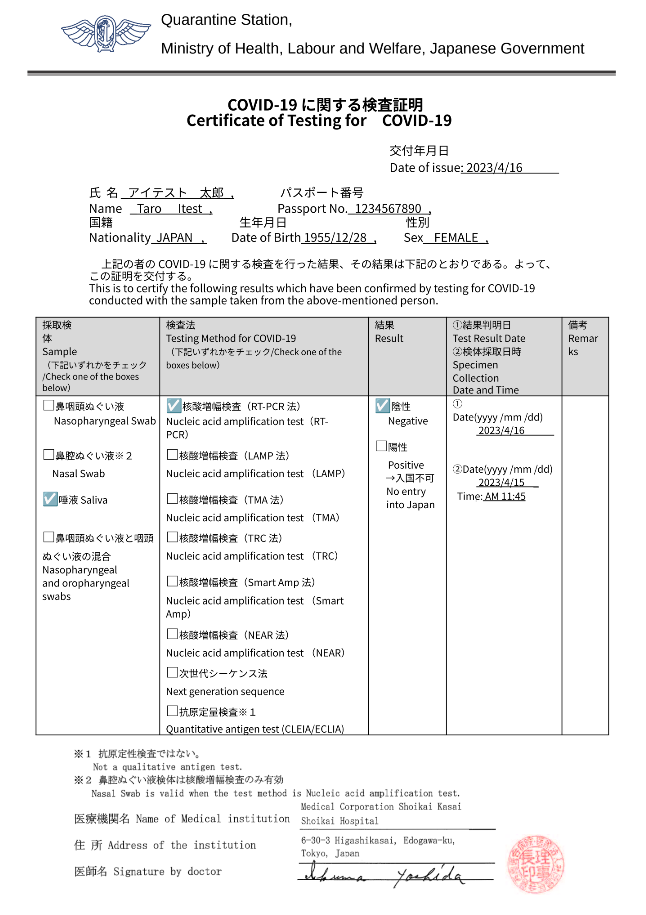 Quarantine Station,
Ministry of Health, Labour and Welfare, Japanese Government
COVID-19 に関する検査証明
Certificate of Testing for COVID-19
交付年月日
Date of issue: 2023/4/16
氏 名 アイテスト 太郎 , パスポート番号
Name Taro Itest , Passport No. 1234567890 ,
国籍 生年月日 性別
Nationality JAPAN , Date of Birth 1955/12/28 , Sex FEMALE ,
上記の者の COVID-19 に関する検査を行った結果、その結果は下記のとおりである。よって、
この証明を交付する。
This is to certify the following results which have been confirmed by testing for COVID-19
conducted with the sample taken from the above-mentioned person.
採取検
体
Sample
（下記いずれかをチェック
/Check one of the boxes
below)
検査法
Testing Method for COVID-19
（下記いずれかをチェック/Check one of the
boxes below）
結果
Result
①結果判明日
Test Result Date
②検体採取日時
Specimen
Collection
Date and Time
備考
Remar
ks
☐鼻咽頭ぬぐい液
Nasopharyngeal Swab
☐鼻腔ぬぐい液※２
Nasal Swab
☑唾液 Saliva
☐鼻咽頭ぬぐい液と咽頭
ぬぐい液の混合
Nasopharyngeal
and oropharyngeal
swabs
☑核酸増幅検査（RT-PCR 法）
Nucleic acid amplification test（RT-
PCR）
☐核酸増幅検査（LAMP 法）
Nucleic acid amplification test （LAMP）
☐核酸増幅検査（TMA 法）
Nucleic acid amplification test （TMA）
☐核酸増幅検査（TRC 法）
Nucleic acid amplification test （TRC）
☐核酸増幅検査（Smart Amp 法）
Nucleic acid amplification test （Smart
Amp）
☐核酸増幅検査（NEAR 法）
Nucleic acid amplification test （NEAR）
☐次世代シーケンス法
Next generation sequence
☐抗原定量検査※１
Quantitative antigen test (CLEIA/ECLIA)
☑陰性
Negative
☐陽性
Positive
→入国不可
No entry
into Japan
①
Date(yyyy /mm /dd)
2023/4/16
②Date(yyyy /mm /dd)
2023/4/15
Time: AM 11:45
※１ 抗原定性検査ではない。
Not a qualitative antigen test.
※２ 鼻腔ぬぐい液検体は核酸増幅検査のみ有効
Nasal Swab is valid when the test method is Nucleic acid amplification test.
Medical Corporation Shoikai Kasai
医療機関名 Name of Medical institution Shoikai Hospital
6-30-3 Higashikasai, Edogawa-ku,
住 所 Address of the institution
Tokyo, Japan
医師名 Signature by doctor Yoshida